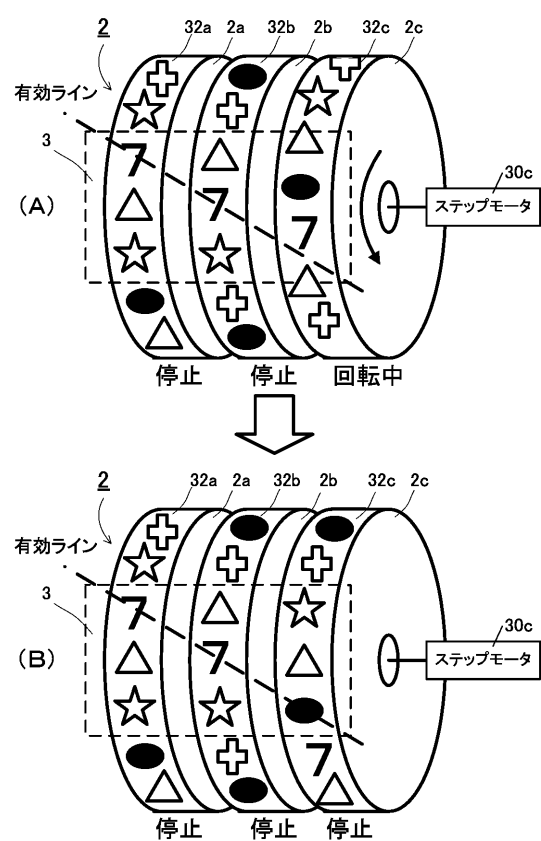 2 32a 2a 32b 2b 32c 2c
有効ライン
3
7
7
7
30c
(A)
ステップモータ
停止 停止 回転中
2 32a 2a 32b 2b 32c 2c
有効ライン
3
7
7
30c
(B)
ステップモータ
7
停止 停止 停止